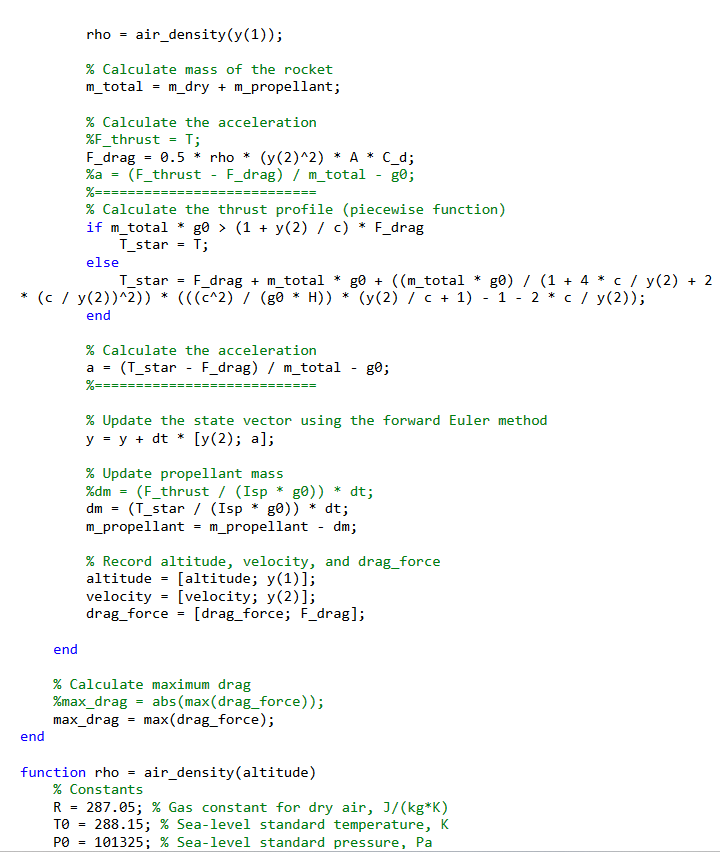 rho = air_density(y(1));
% Calculate mass of the rocket
m_total = m_dry + m_propellant;
% Calculate the acceleration
%F_thrust = T;
F_drag = 0.5 * rho * (y(2)^2) * A * C_d;
%a = (F_thrust - F_drag) / m_total - g0;
%===========================
% Calculate the thrust profile (piecewise function)
if m_total * g0 > (1 + y(2) / c) * F_drag
T_star = T;
else
T_star = F_drag + m_total * g0 + ((m_total * g0) / (1 + 4 * c / y(2) + 2
* (c / y(2))^2)) * (((c^2) / (g0 * H)) * (y(2) / c + 1) - 1 - 2 * c / y(2));
end
% Calculate the acceleration
a = (T_star - F_drag) / m_total - g0;
%===========================
% Update the state vector using the forward Euler method
y = y + dt * [y(2); a];
% Update propellant mass
%dm = (F_thrust / (Isp * g0)) * dt;
dm = (T_star / (Isp * g0)) * dt;
m_propellant = m_propellant - dm;
% Record altitude, velocity, and drag_force
altitude = [altitude; y(1)];
velocity = [velocity; y(2)];
drag_force = [drag_force; F_drag];
end
% Calculate maximum drag
%max_drag = abs(max(drag_force));
max_drag = max(drag_force);
end
function rho = air_density(altitude)
% Constants
R = 287.05; % Gas constant for dry air, J/(kg*K)
T0 = 288.15; % Sea-level standard temperature, K
P0 = 101325; % Sea-level standard pressure, Pa